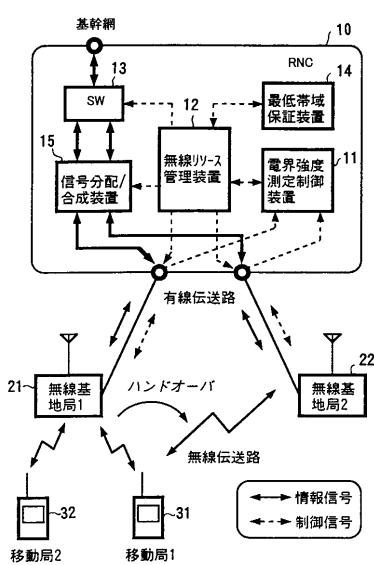 基幹網
10
13
RNC
14
SW
12
最低帯域
保証装置
15
無線リソース
管理装置
11
信号分配/
合成装置
電界強度
測定制御
装置
有線伝送路
21
無線基
地局1
ハンドオーバ
22
無線基
地局2
無線伝送路
32
31
移動局2
移動局1
情報信号
制御信号